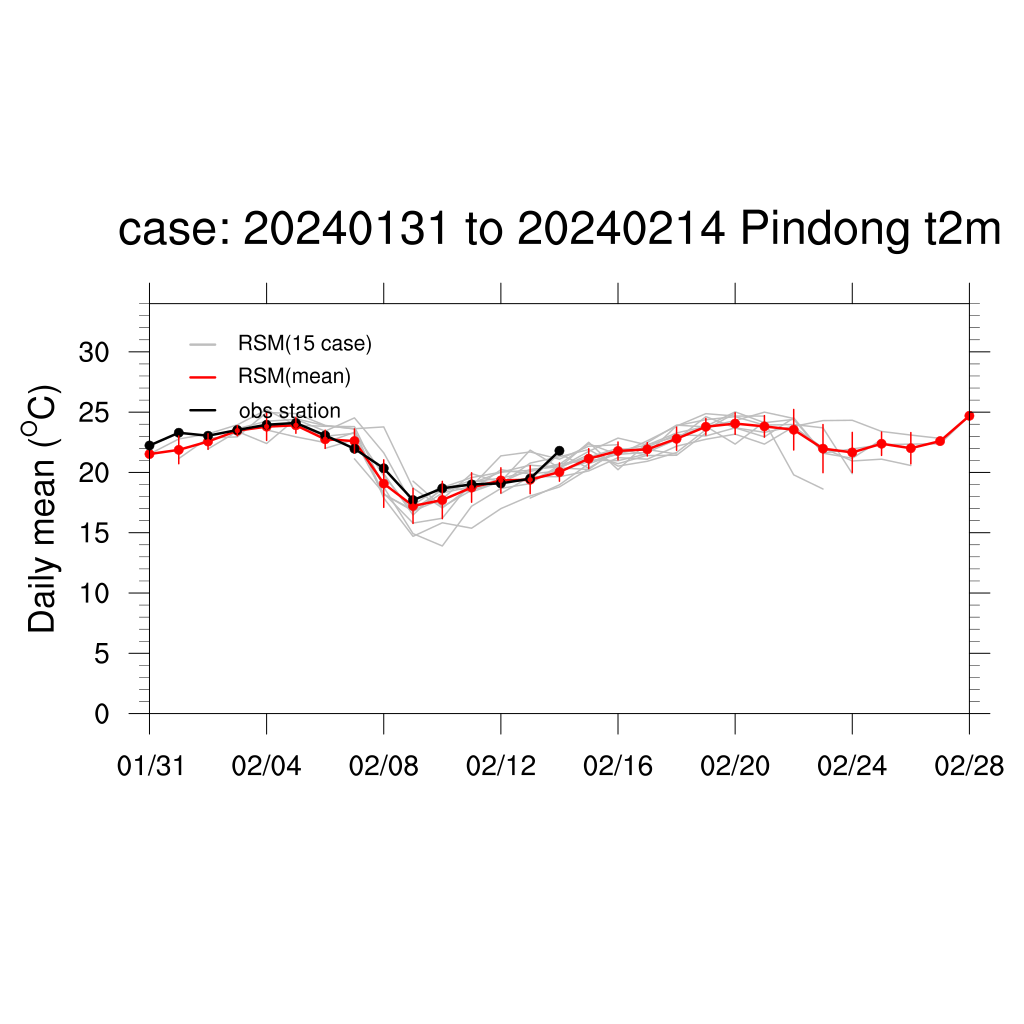 case: 20240131 to 20240214 Pindong t2m
Daily mean (°C)
30
25
20
15
10
5
0
RSM(15 case)
RSM(mean)
obs station
01/31 02/04 02/08 02/12 02/16 02/20 02/24 02/28